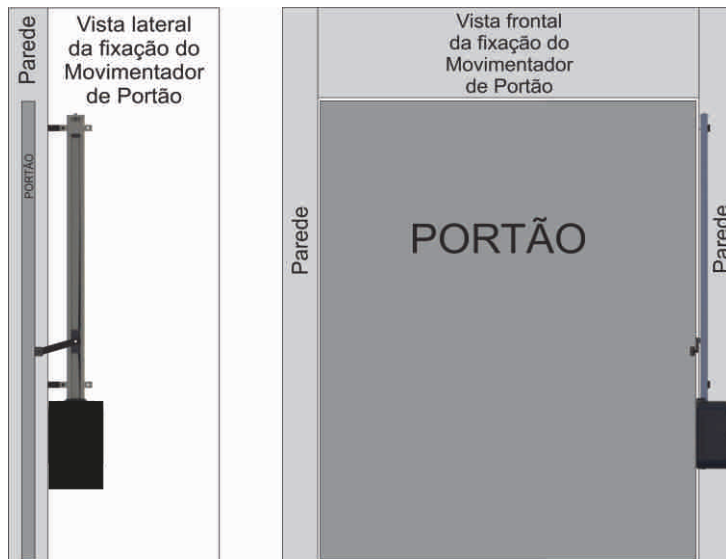 Parede
Vista lateral
da fixação do
Movimentador
de Portão
PORTÃO
Vista frontal
da fixação do
Movimentador
de Portão
Parede
PORTÃO
Parede